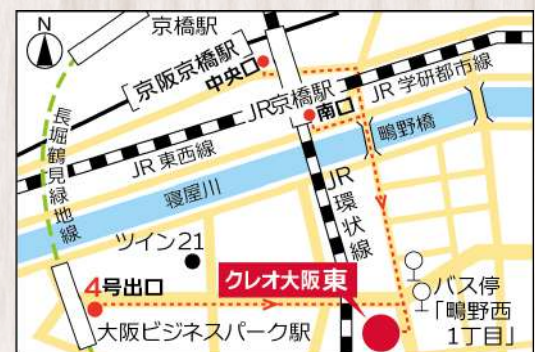 N
京橋駅
京阪京橋駅
中央口
JR京橋駅
南口
JR 学研都市線
長堀鶴見緑地線
JR 東西線
鴫野橋
寝屋川
JR環状線
ツイン21
クレオ大阪東
4号出口
大阪ビジネスパーク駅
バス停
「鴫野西
1丁目」